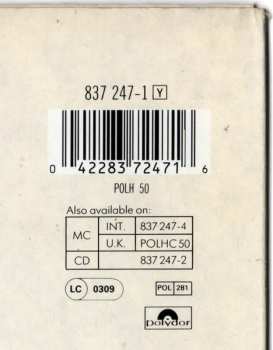 837 247-1 Y
0 42283 72471 6
POLH 50
Also available on:
MC INT. 837 247-4
U.K. POLHC 50
CD 837 247-2
LC 0309 POL 281
polydor